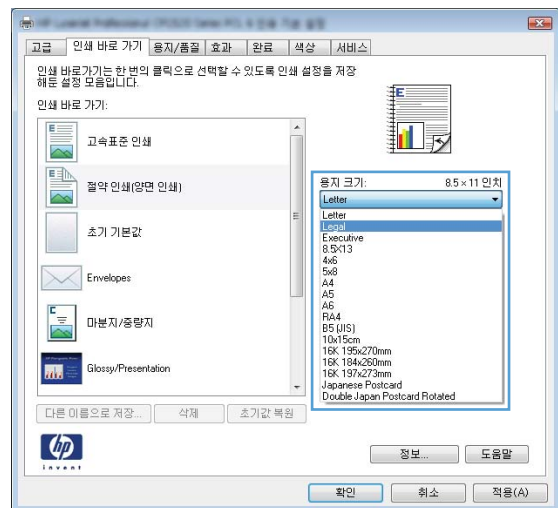 고급 인쇄 바로 가기 용지/품질 효과 완료 색상 서비스
인쇄 바로가기는 한 번의 클릭으로 선택할 수 있도록 인쇄 설정을 저장
해둔 설정 모음입니다.
인쇄 바로 가기:
고속표준 인쇄
절약 인쇄(양면 인쇄)
초기 기본값
Envelopes
마분지/중량지
Glossy/Presentation
용지 크기: 8.5 × 11 인치
Letter
Letter
Legal
Executive
8.5X13
4x6
5x8
A4
A5
A6
RA4
B5 (JIS)
10x15cm
16K 195x270mm
16K 184x260mm
16K 197x273mm
Japanese Postcard
Double Japan Postcard Rotated
다른 이름으로 저장... 삭제 초기값 복원
hp
invent
정보... 도움말
확인 취소 적용(A)